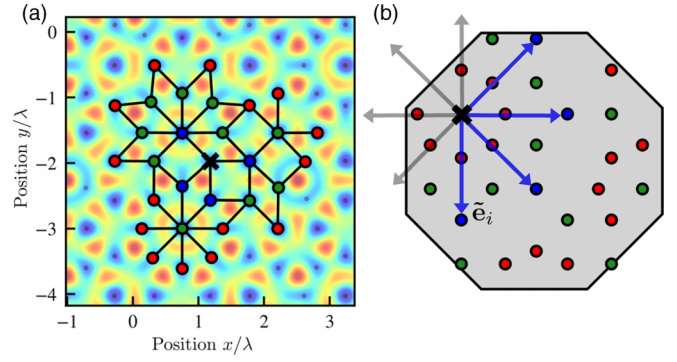 (a)
(b)
0
−1
−2
−3
−4
Position y/λ
−1
0
1
2
3
Position x/λ
ẽᵢ